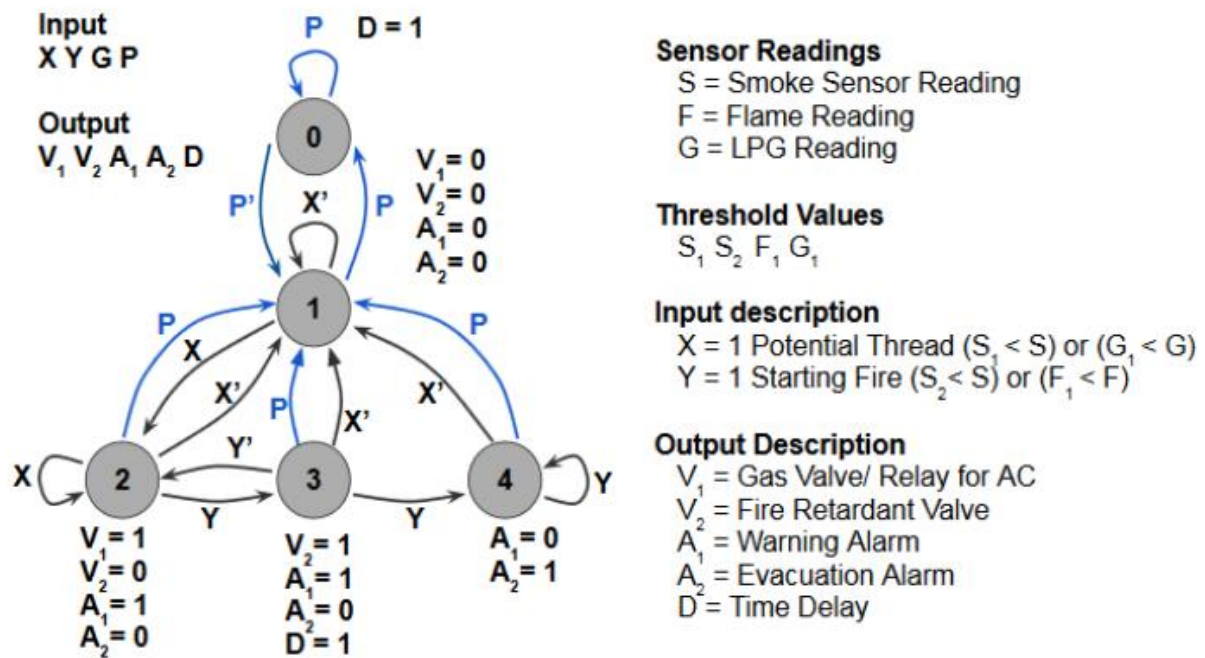 Input
X Y G P
Output
V₁ V₂ A₁ A₂ D
P
D = 1
0
P'
X'
P
V₁= 0
V₂= 0
A₁= 0
A₂= 0
1
P
X
X'
P
X'
X'
P
X
2
Y'
Y
3
Y
4
Y
V₁= 1
V₂= 0
A₁= 1
A₂= 0
V₂= 1
A₁= 1
A₂= 0
D = 1
A₁= 0
A₂= 1
Sensor Readings
S = Smoke Sensor Reading
F = Flame Reading
G = LPG Reading
Threshold Values
S₁ S₂ F₁ G₁
Input description
X = 1 Potential Thread (S₁ < S) or (G₁ < G)
Y = 1 Starting Fire (S₂ < S) or (F₁ < F)
Output Description
V₁ = Gas Valve/ Relay for AC
V₂ = Fire Retardant Valve
A₁ = Warning Alarm
A₂ = Evacuation Alarm
D = Time Delay